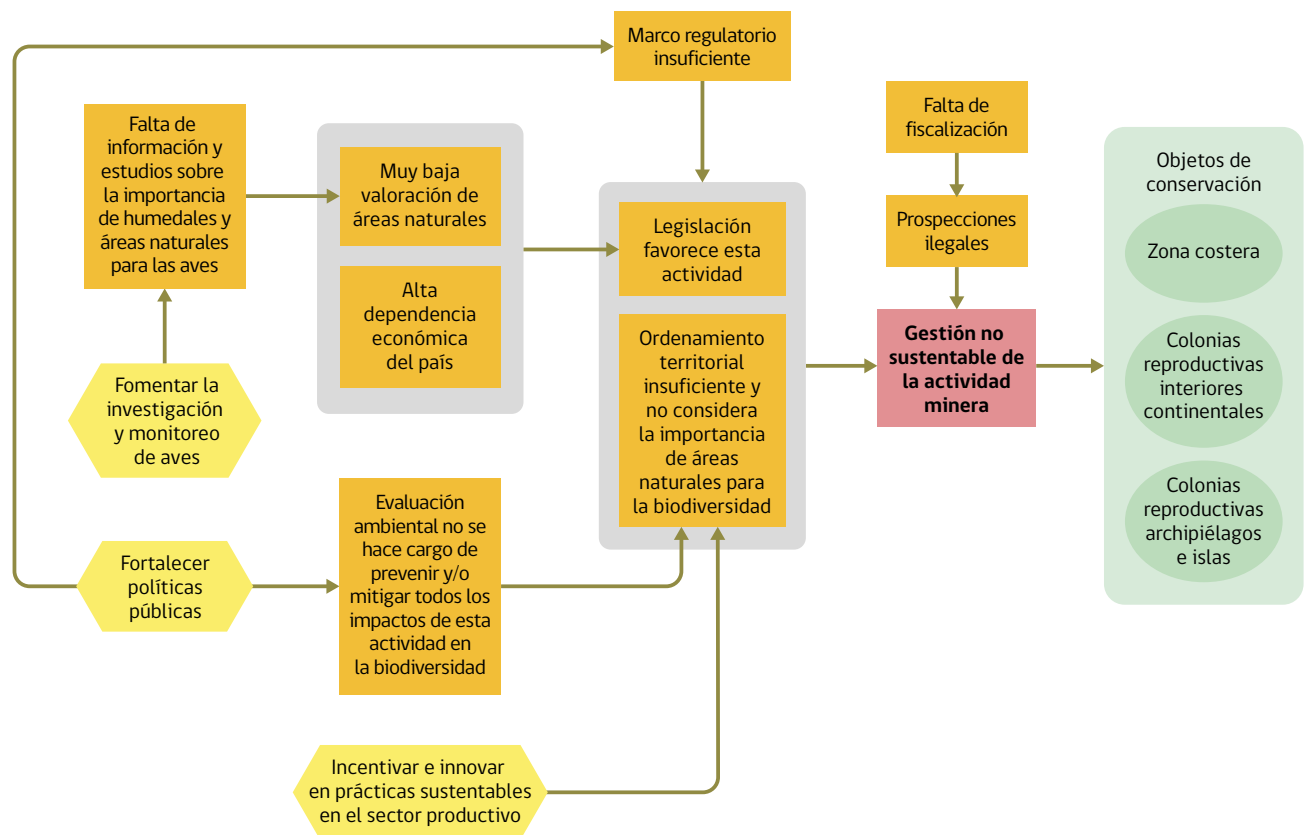 Marco regulatorio
insuficiente
Falta de
información y
estudios sobre
la importancia
de humedales y
áreas naturales
para las aves
Muy baja
valoración de
áreas naturales
Alta
dependencia
económica
del país
Legislación
favorece esta
actividad
Ordenamiento
territorial
insuficiente y
no considera
la importancia
de áreas
naturales para
la biodiversidad
Falta de
fiscalización
Prospecciones
ilegales
Gestión no
sustentable de
la actividad
minera
Objetos de
conservación
Zona costera
Colonias
reproductivas
interiores
continentales
Colonias
reproductivas
archipiélagos
e islas
Fomentar la
investigación
y monitoreo
de aves
Fortalecer
políticas
públicas
Evaluación
ambiental no se
hace cargo de
prevenir y/o
mitigar todos los
impactos de esta
actividad en
la biodiversidad
Incentivar e innovar
en prácticas sustentables
en el sector productivo